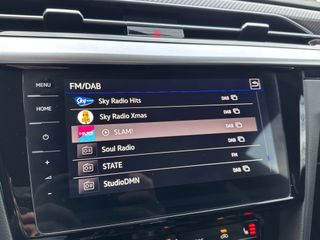 MENU
HOME
FM/DAB
Sky Radio Hits DAB
Sky Radio Xmas DAB
SLAM! DAB
Soul Radio DAB
STATE FM
StudioDMN DAB